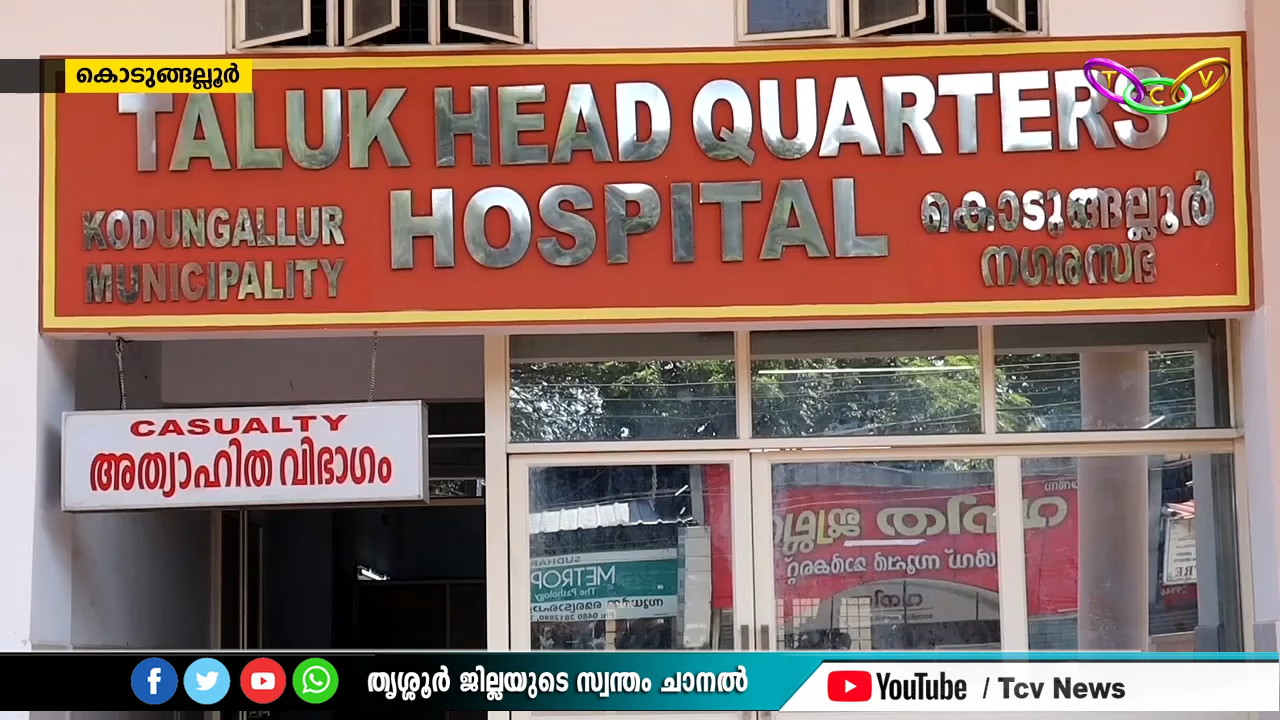 കൊടുങ്ങല്ലൂർ
T C V
TALUK HEAD QUARTERS
HOSPITAL
KODUNGALLUR
MUNICIPALITY
കൊടുങ്ങല്ലൂർ
നഗരസഭ
CASUALTY
അത്യാഹിത വിഭാഗം
SUDHAR
METROP
The Pathology
തൃശ്ശൂർ ജില്ലയുടെ സ്വന്തം ചാനൽ
YouTube / Tcv News